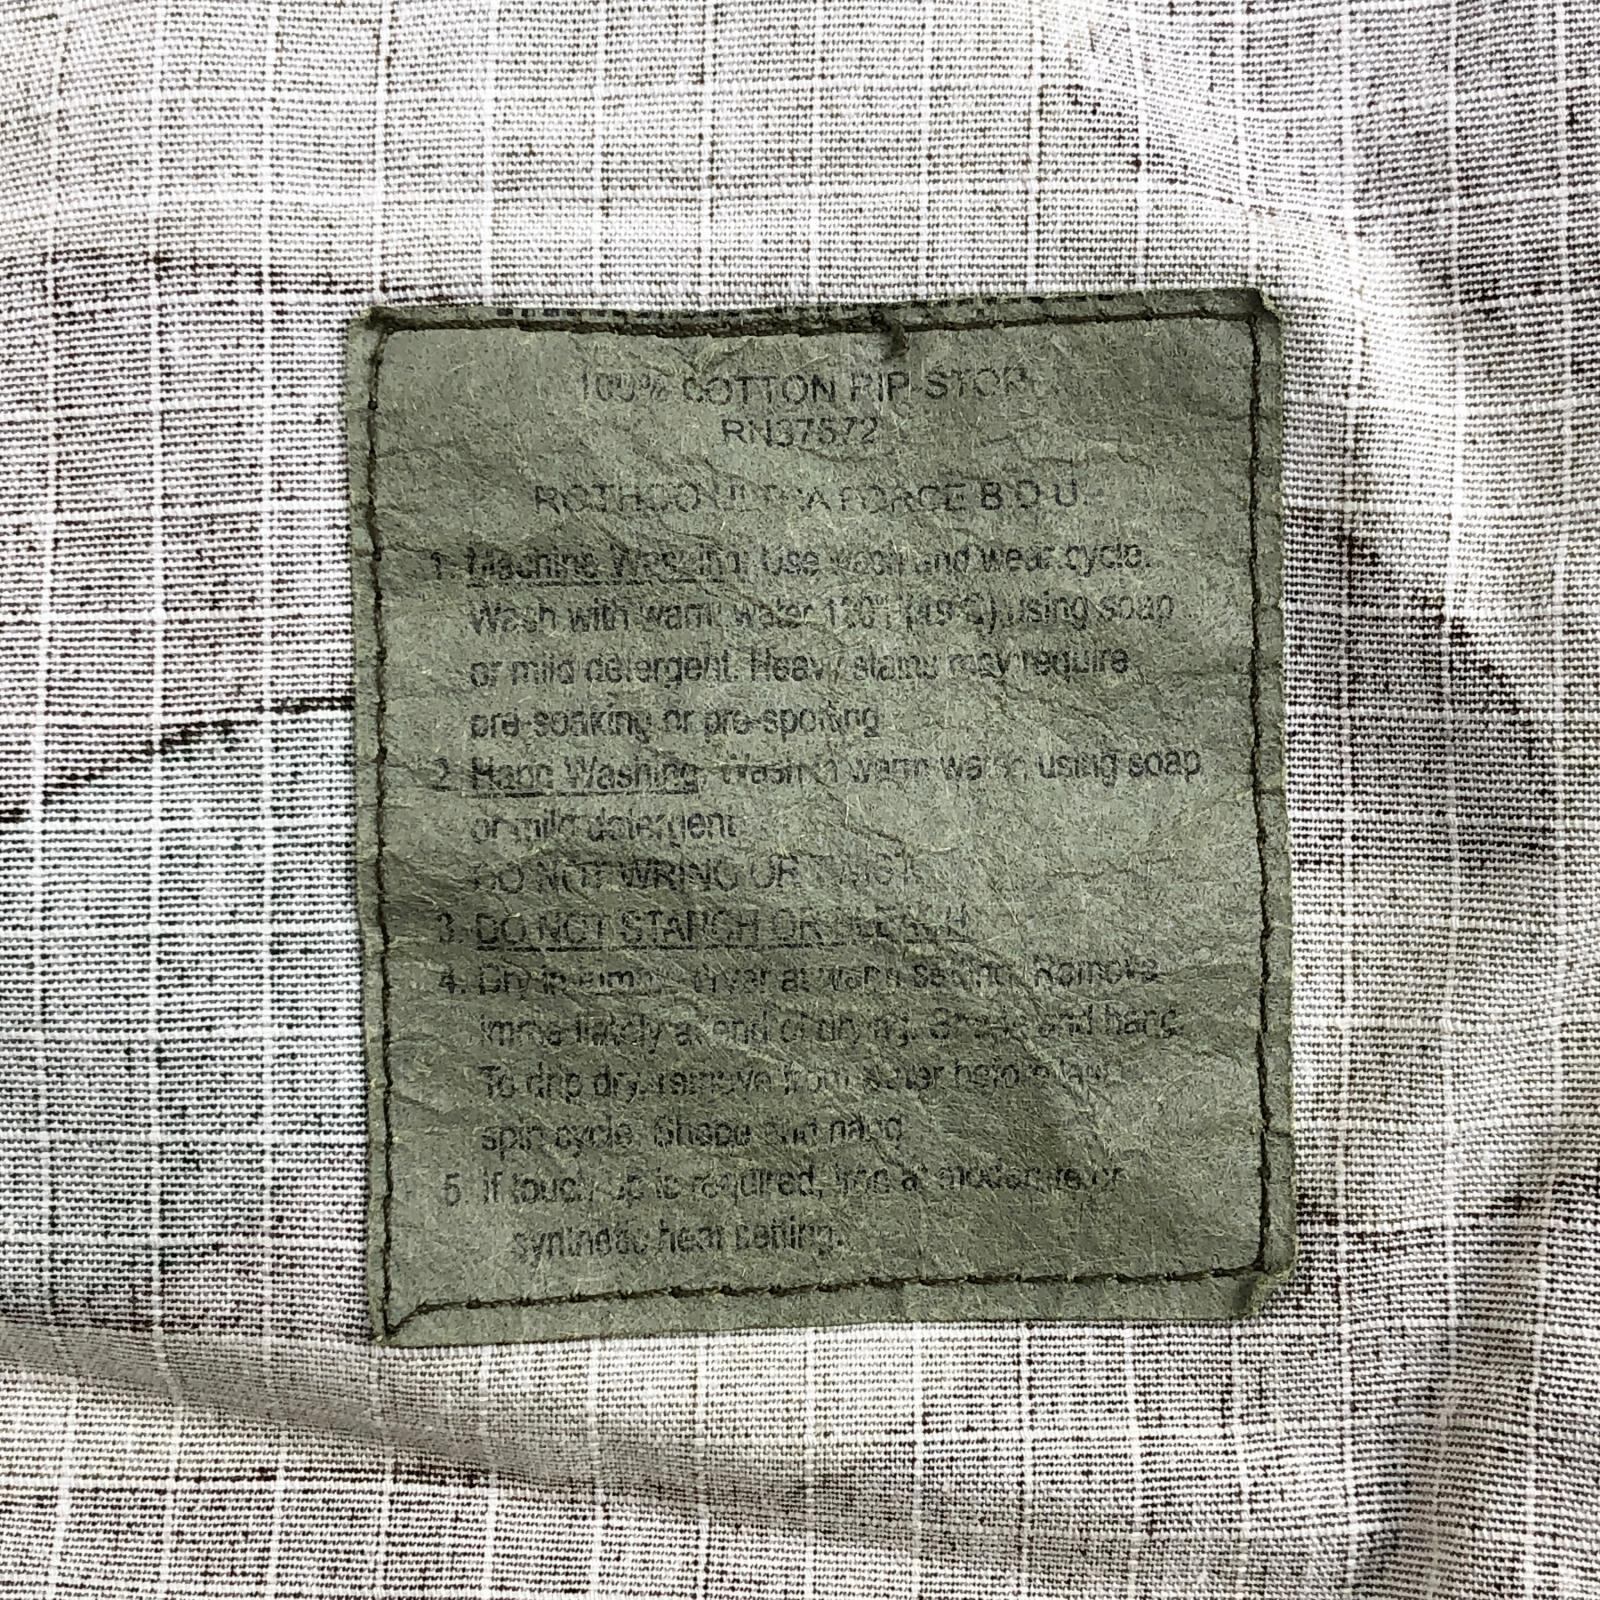 100% COTTON RIP-STOP
RN37572
ROTHCO ULTRA FORCE B.D.U.
1. Machine Washing: Use wash and wear cycle.
Wash with warm water 120°F (49°C) using soap
or mild detergent. Heavy stains may require
pre-soaking or pre-spotting
2. Hand Washing: Wash in warm water, using soap
or mild detergent
DO NOT WRING OR TWIST.
3. DO NOT STARCH OR BLEACH
4. Dry in tumble dryer at warm setting. Remove
immediately at end of drying. Shape and hang.
To drip dry, remove from water before last
spin cycle. Shape and hang
5. If touch-up is required, iron at moderate or
synthetic heat setting.